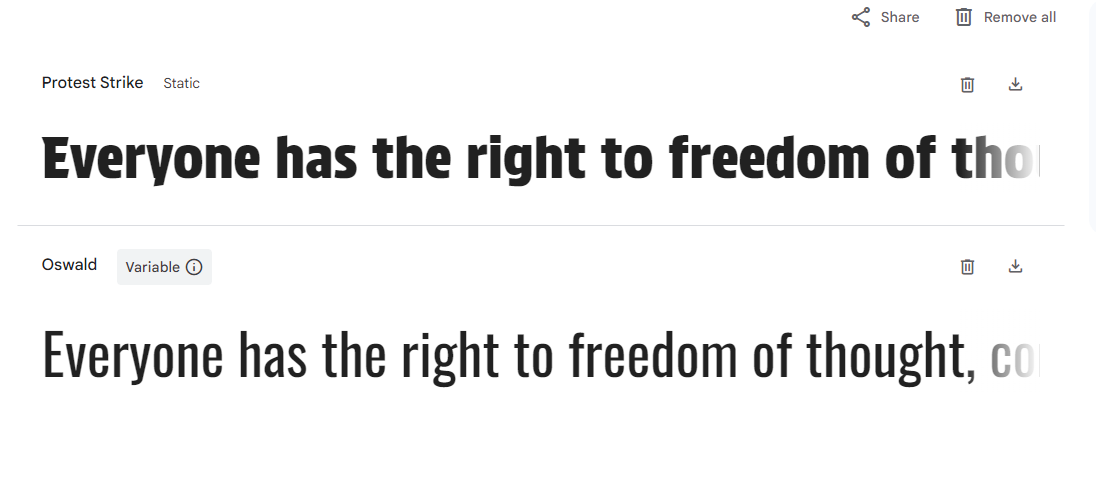 Share Remove all
Protest Strike Static
Everyone has the right to freedom of tho
Oswald Variable
Everyone has the right to freedom of thought, co